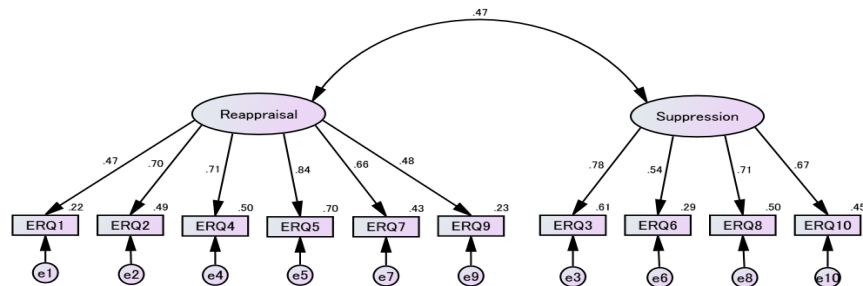 .47
Reappraisal
Suppression
.47
.70
.71
.84
.66
.48
.78
.54
.71
.67
.22
.49
.50
.70
.43
.23
.61
.29
.50
.45
ERQ1
ERQ2
ERQ4
ERQ5
ERQ7
ERQ9
ERQ3
ERQ6
ERQ8
ERQ10
e1
e2
e4
e5
e7
e9
e3
e6
e8
e10